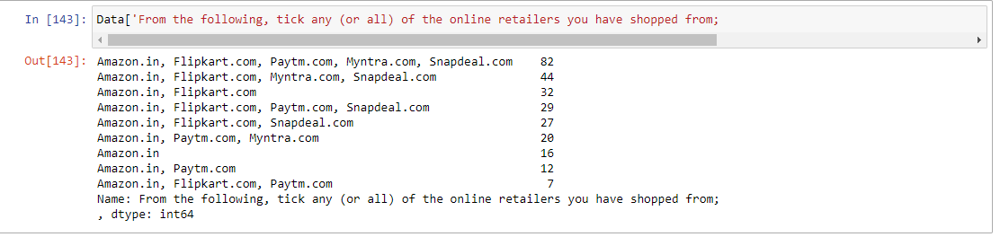 In [143]: Data['From the following, tick any (or all) of the online retailers you have shopped from;
Out[143]: Amazon.in, Flipkart.com, Paytm.com, Myntra.com, Snapdeal.com    82
Amazon.in, Flipkart.com, Myntra.com, Snapdeal.com               44
Amazon.in, Flipkart.com                                         32
Amazon.in, Flipkart.com, Paytm.com, Snapdeal.com                29
Amazon.in, Flipkart.com, Snapdeal.com                           27
Amazon.in, Paytm.com, Myntra.com                                20
Amazon.in                                                       16
Amazon.in, Paytm.com                                            12
Amazon.in, Flipkart.com, Paytm.com                               7
Name: From the following, tick any (or all) of the online retailers you have shopped from;
, dtype: int64